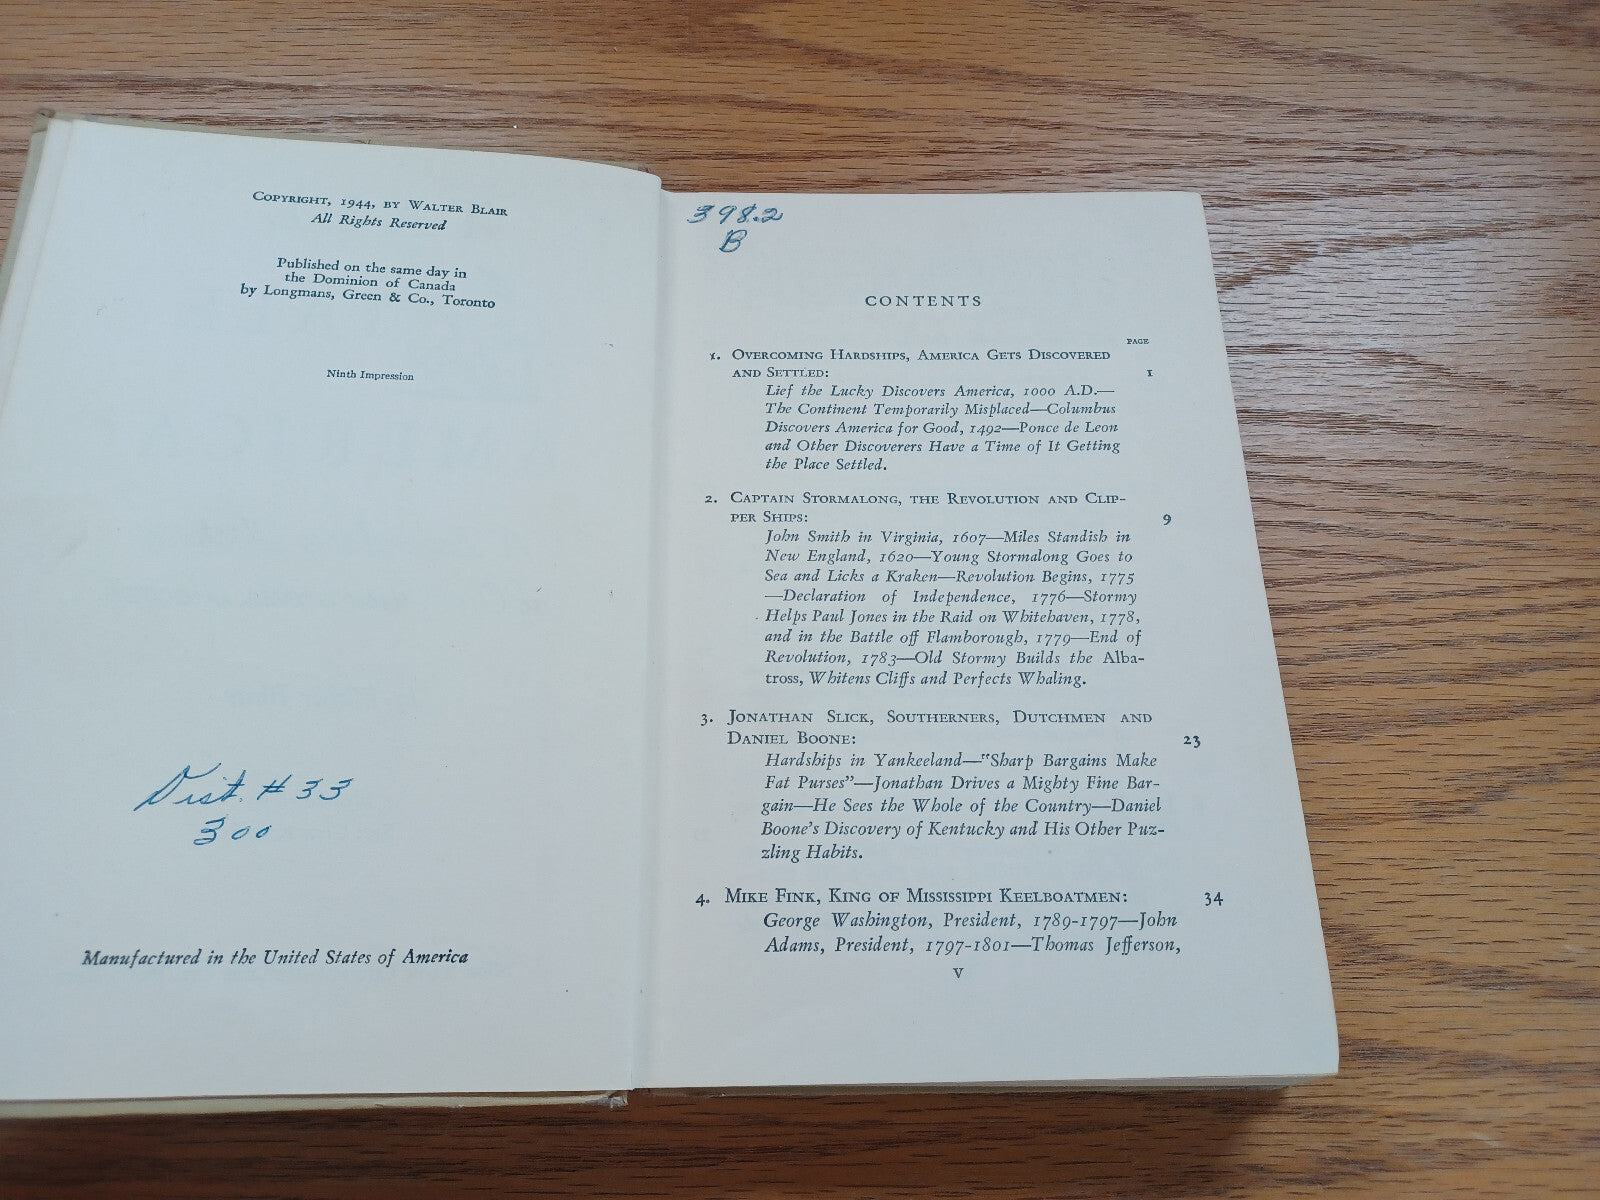 Copyright, 1944, by Walter Blair
All Rights Reserved
Published on the same day in
the Dominion of Canada
by Longmans, Green & Co., Toronto
Ninth Impression
Dist. # 33
300
Manufactured in the United States of America
398.2
B
CONTENTS
PAGE
1. Overcoming Hardships, America Gets Discovered
and Settled: 1
Lief the Lucky Discovers America, 1000 A.D.—
The Continent Temporarily Misplaced—Columbus
Discovers America for Good, 1492—Ponce de Leon
and Other Discoverers Have a Time of It Getting
the Place Settled.
2. Captain Stormalong, the Revolution and Clip-
per Ships: 9
John Smith in Virginia, 1607—Miles Standish in
New England, 1620—Young Stormalong Goes to
Sea and Licks a Kraken—Revolution Begins, 1775
—Declaration of Independence, 1776—Stormy
Helps Paul Jones in the Raid on Whitehaven, 1778,
and in the Battle off Flamborough, 1779—End of
Revolution, 1783—Old Stormy Builds the Alba-
tross, Whitens Cliffs and Perfects Whaling.
3. Jonathan Slick, Southerners, Dutchmen and
Daniel Boone: 23
Hardships in Yankeeland—"Sharp Bargains Make
Fat Purses"—Jonathan Drives a Mighty Fine Bar-
gain—He Sees the Whole of the Country—Daniel
Boone's Discovery of Kentucky and His Other Puz-
zling Habits.
4. Mike Fink, King of Mississippi Keelboatmen: 34
George Washington, President, 1789-1797—John
Adams, President, 1797-1801—Thomas Jefferson,
v